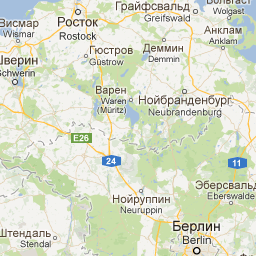 Грайфсвальд
Greifswald
Вольгаст
Wolgast
Росток
Rostock
Висмар
Wismar
Анклам
Anklam
Гюстров
Güstrow
Деммин
Demmin
Шверин
Schwerin
Варен
Waren
(Müritz)
Нойбранденбург
Neubrandenburg
E26
24
11
Эберсвальд
Eberswalde
Нойруппин
Neuruppin
Штендаль
Stendal
Берлин
Berlin